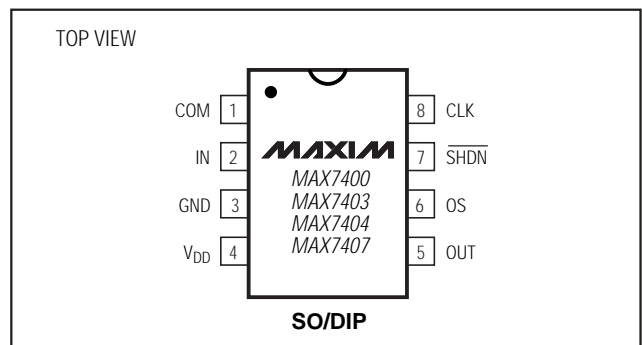 TOP VIEW
COM 1
IN 2
GND 3
VDD 4
MAXIM
MAX7400
MAX7403
MAX7404
MAX7407
8 CLK
7 SHDN
6 OS
5 OUT
SO/DIP